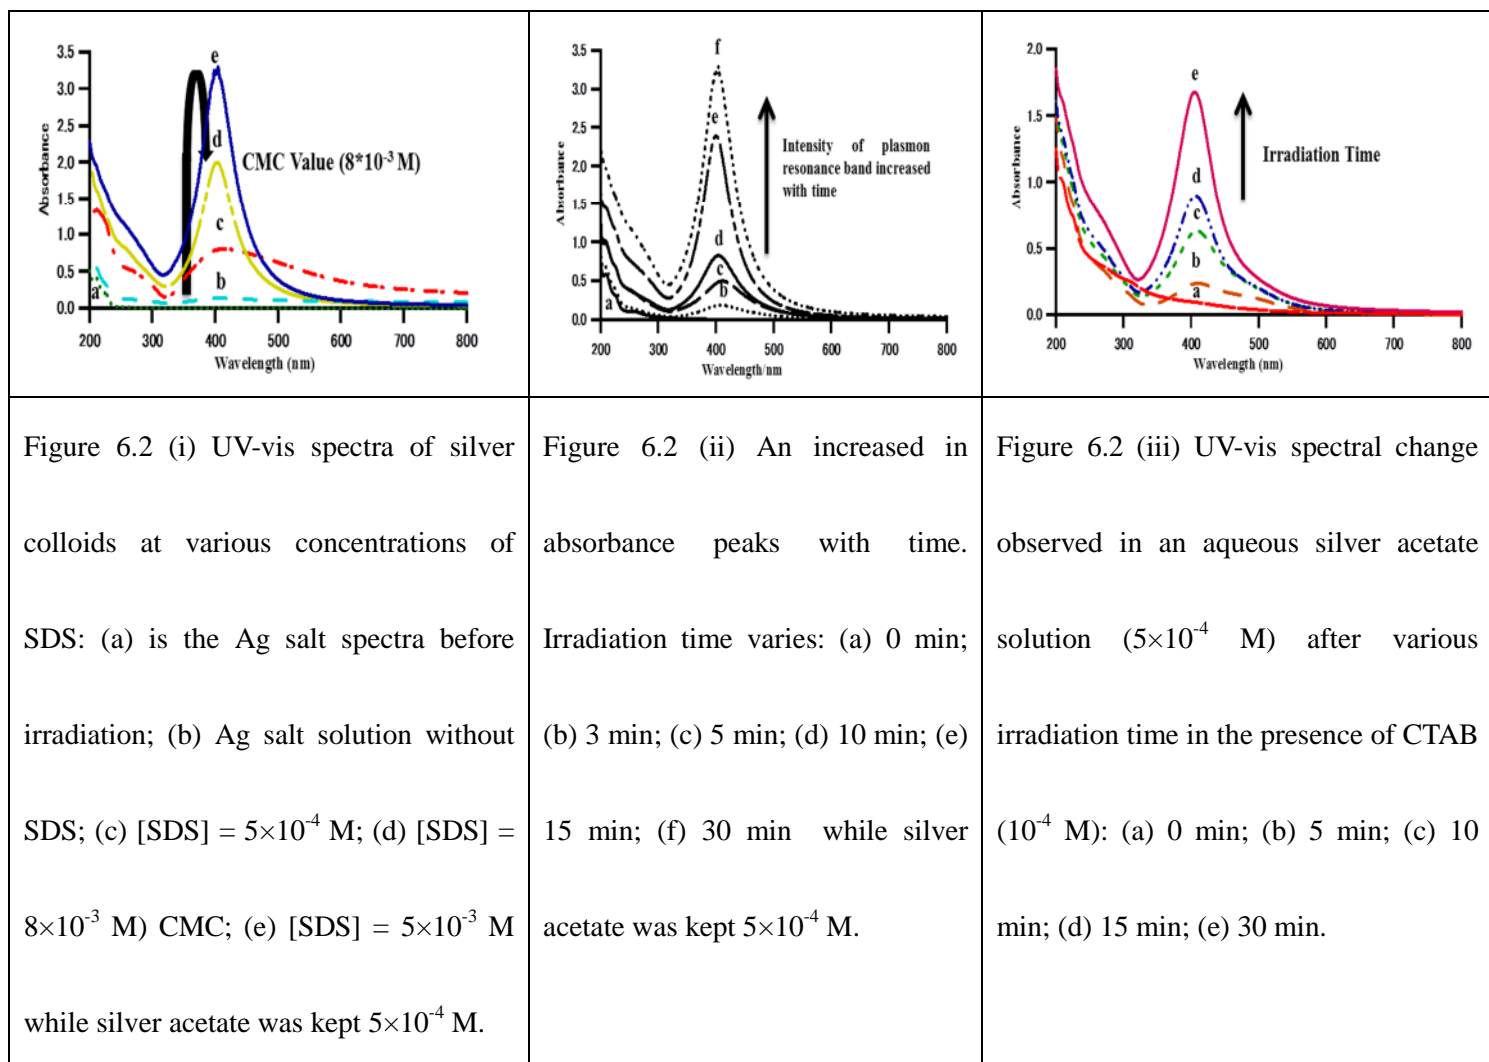 3.5
3.0
2.5
2.0
1.5
1.0
0.5
0.0
Absorbance
200 300 400 500 600 700 800
Wavelength (nm)
e
d
CMC Value (8*10-3 M)
c
b
a
3.5
3.0
2.5
2.0
1.5
1.0
0.5
0.0
Absorbance
200 300 400 500 600 700 800
Wavelength/nm
f
e
d
c
b
a
Intensity of plasmon
resonance band increased
with time
2.0
1.5
1.0
0.5
0.0
Absorbance
200 300 400 500 600 700 800
Wavelength (nm)
e
d
c
b
a
Irradiation Time
Figure 6.2 (i) UV-vis spectra of silver
colloids at various concentrations of
SDS: (a) is the Ag salt spectra before
irradiation; (b) Ag salt solution without
SDS; (c) [SDS] = 5×10-4 M; (d) [SDS] =
8×10-3 M) CMC; (e) [SDS] = 5×10-3 M
while silver acetate was kept 5×10-4 M.
Figure 6.2 (ii) An increased in
absorbance peaks with time.
Irradiation time varies: (a) 0 min;
(b) 3 min; (c) 5 min; (d) 10 min; (e)
15 min; (f) 30 min while silver
acetate was kept 5×10-4 M.
Figure 6.2 (iii) UV-vis spectral change
observed in an aqueous silver acetate
solution (5×10-4 M) after various
irradiation time in the presence of CTAB
(10-4 M): (a) 0 min; (b) 5 min; (c) 10
min; (d) 15 min; (e) 30 min.